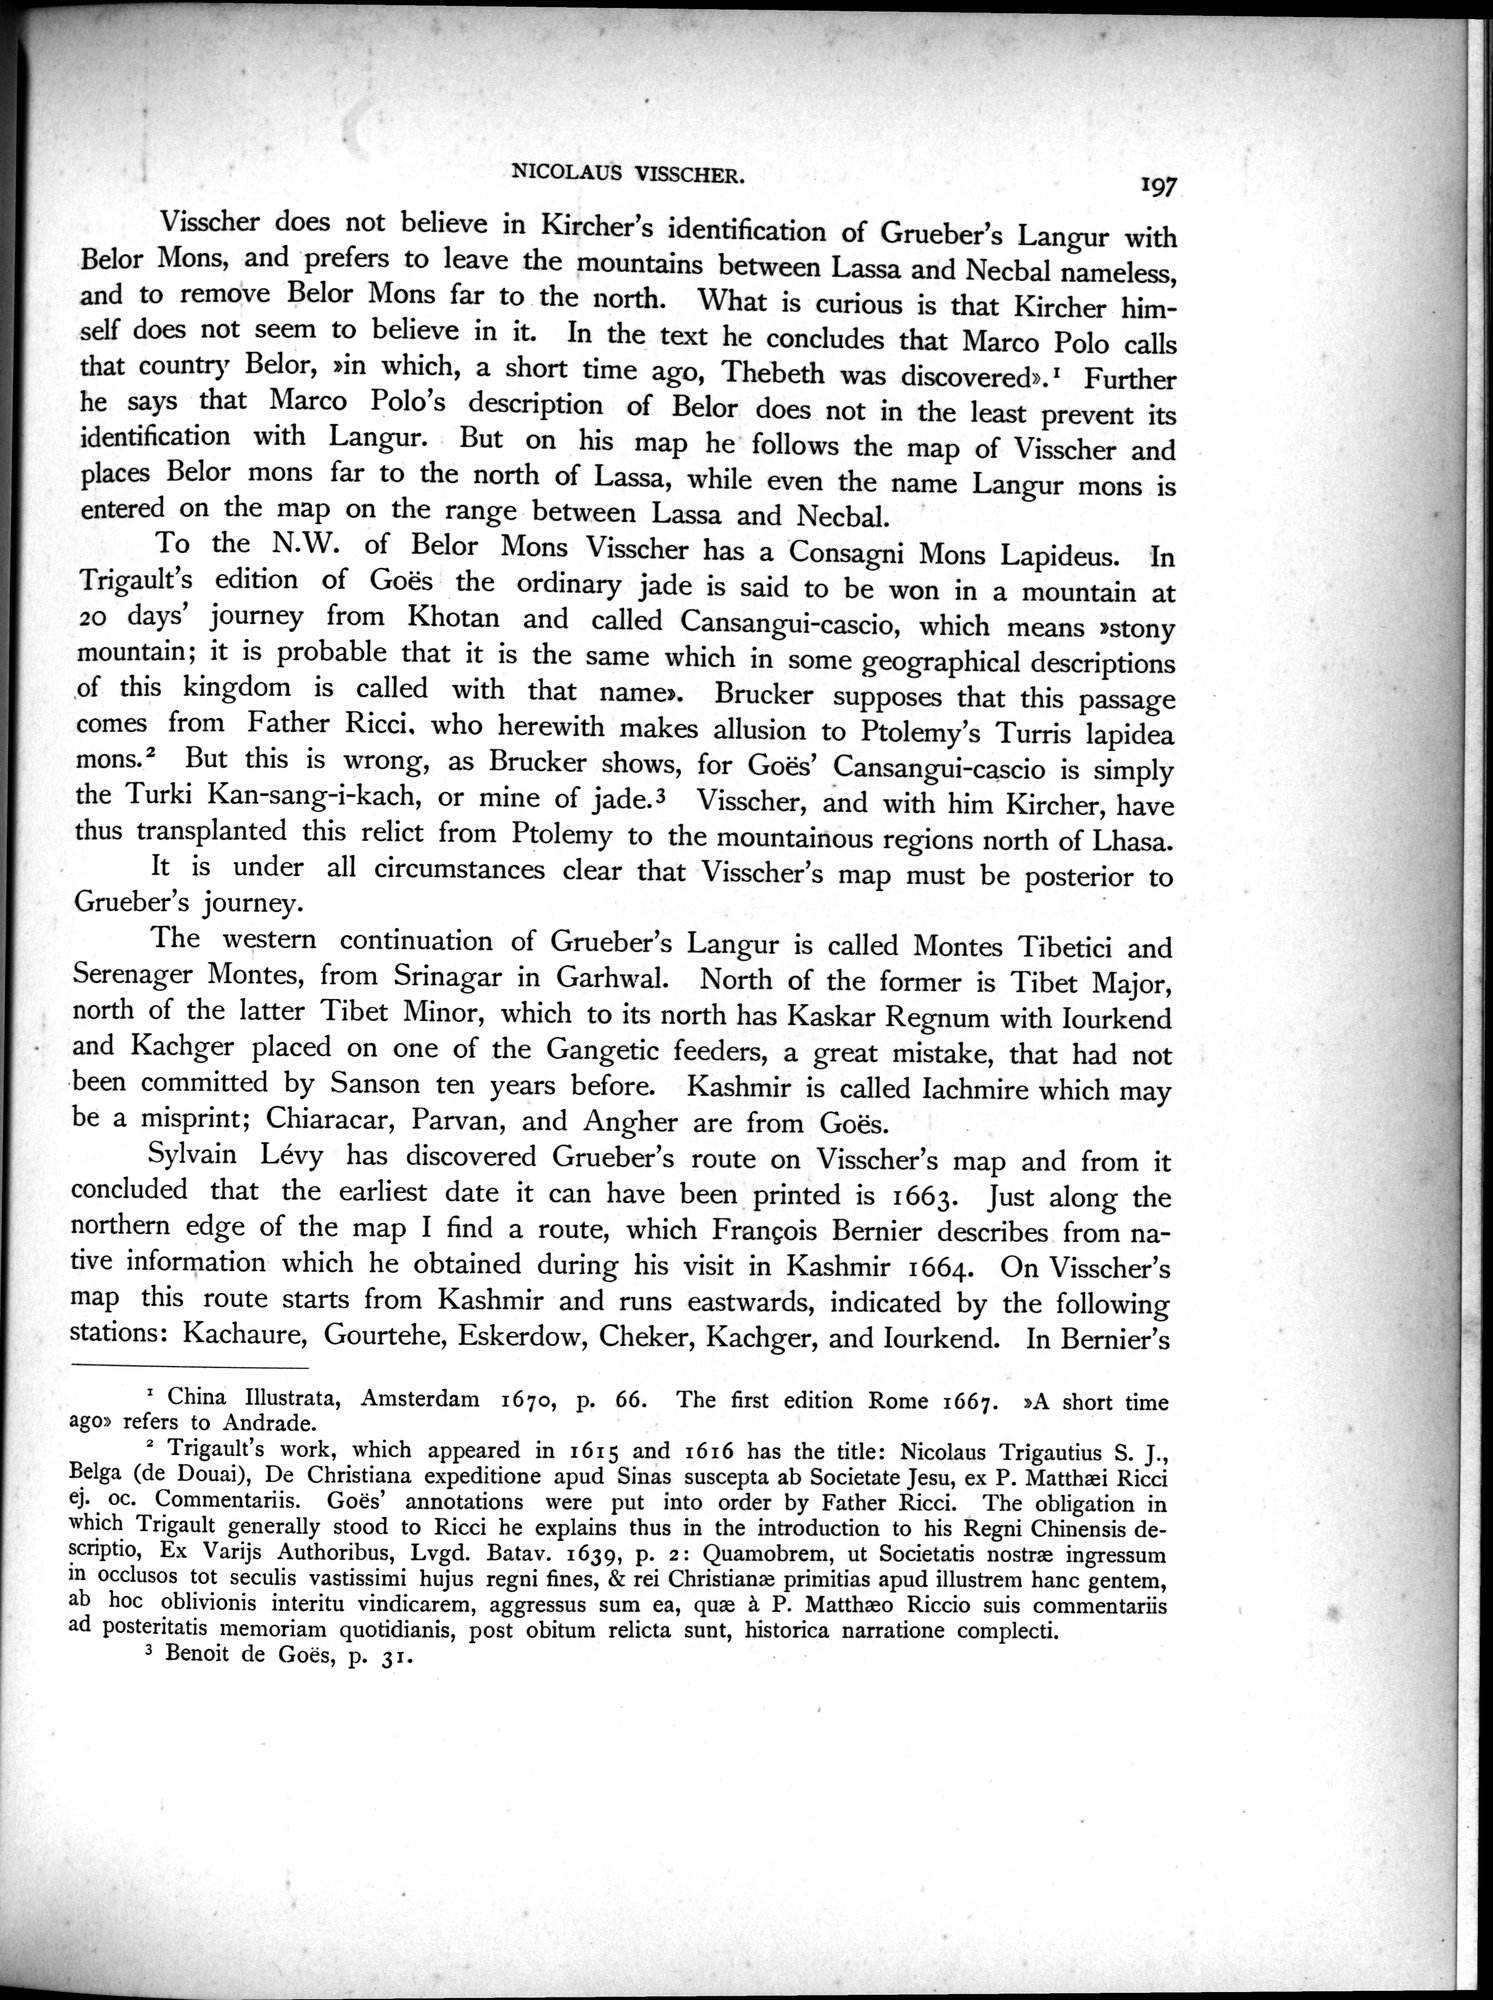 NICOLAUS VISSCHER.
197
Visscher does not believe in Kircher's identification of Grueber's Langur with
Belor Mons, and prefers to leave the mountains between Lassa and Necbal nameless,
and to remove Belor Mons far to the north. What is curious is that Kircher him-
self does not seem to believe in it. In the text he concludes that Marco Polo calls
that country Belor, »in which, a short time ago, Thebeth was discovered».¹ Further
he says that Marco Polo's description of Belor does not in the least prevent its
identification with Langur. But on his map he follows the map of Visscher and
places Belor mons far to the north of Lassa, while even the name Langur mons is
entered on the map on the range between Lassa and Necbal.
To the N.W. of Belor Mons Visscher has a Consagni Mons Lapideus. In
Trigault's edition of Goës the ordinary jade is said to be won in a mountain at
20 days' journey from Khotan and called Cansangui-cascio, which means »stony
mountain; it is probable that it is the same which in some geographical descriptions
of this kingdom is called with that name». Brucker supposes that this passage
comes from Father Ricci, who herewith makes allusion to Ptolemy's Turris lapidea
mons.² But this is wrong, as Brucker shows, for Goës' Cansangui-cascio is simply
the Turki Kan-sang-i-kach, or mine of jade.³ Visscher, and with him Kircher, have
thus transplanted this relict from Ptolemy to the mountainous regions north of Lhasa.
It is under all circumstances clear that Visscher's map must be posterior to
Grueber's journey.
The western continuation of Grueber's Langur is called Montes Tibetici and
Serenager Montes, from Srinagar in Garhwal. North of the former is Tibet Major,
north of the latter Tibet Minor, which to its north has Kaskar Regnum with Iourkend
and Kachger placed on one of the Gangetic feeders, a great mistake, that had not
been committed by Sanson ten years before. Kashmir is called Iachmire which may
be a misprint; Chiaracar, Parvan, and Angher are from Goës.
Sylvain Lévy has discovered Grueber's route on Visscher's map and from it
concluded that the earliest date it can have been printed is 1663. Just along the
northern edge of the map I find a route, which François Bernier describes from na-
tive information which he obtained during his visit in Kashmir 1664. On Visscher's
map this route starts from Kashmir and runs eastwards, indicated by the following
stations: Kachaure, Gourtehe, Eskerdow, Cheker, Kachger, and Iourkend. In Bernier's
¹ China Illustrata, Amsterdam 1670, p. 66. The first edition Rome 1667. »A short time
ago» refers to Andrade.
² Trigault's work, which appeared in 1615 and 1616 has the title: Nicolaus Trigautius S. J.,
Belga (de Douai), De Christiana expeditione apud Sinas suscepta ab Societate Jesu, ex P. Matthæi Ricci
ej. oc. Commentariis. Goës' annotations were put into order by Father Ricci. The obligation in
which Trigault generally stood to Ricci he explains thus in the introduction to his Regni Chinensis de-
scriptio, Ex Varijs Authoribus, Lvgd. Batav. 1639, p. 2: Quamobrem, ut Societatis nostræ ingressum
in occlusos tot seculis vastissimi hujus regni fines, & rei Christianæ primitias apud illustrem hanc gentem,
ab hoc oblivionis interitu vindicarem, aggressus sum ea, quæ à P. Matthæo Riccio suis commentariis
ad posteritatis memoriam quotidianis, post obitum relicta sunt, historica narratione complecti.
³ Benoit de Goës, p. 31.